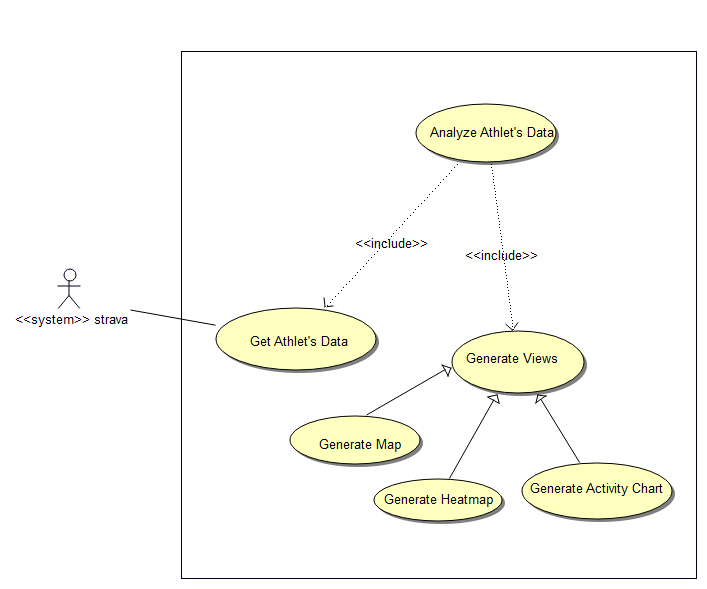 Analyze Athlet's Data
<<include>>
<<include>>
<<system>> strava
Get Athlet's Data
Generate Views
Generate Map
Generate Heatmap
Generate Activity Chart